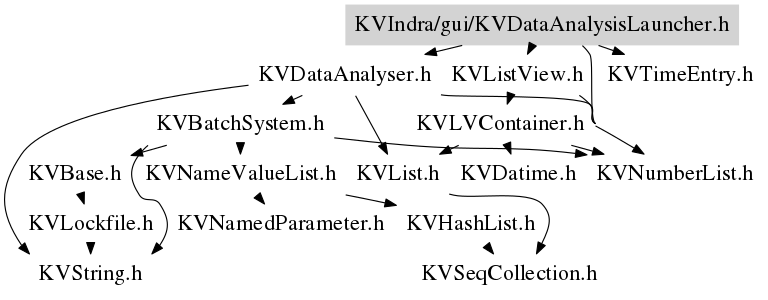 KVIndra/gui/KVDataAnalysisLauncher.h
KVDataAnalyser.h
KVListView.h
KVTimeEntry.h
KVBatchSystem.h
KVLVContainer.h
KVBase.h
KVNameValueList.h
KVList.h
KVDatime.h
KVNumberList.h
KVLockfile.h
KVNamedParameter.h
KVHashList.h
KVString.h
KVSeqCollection.h